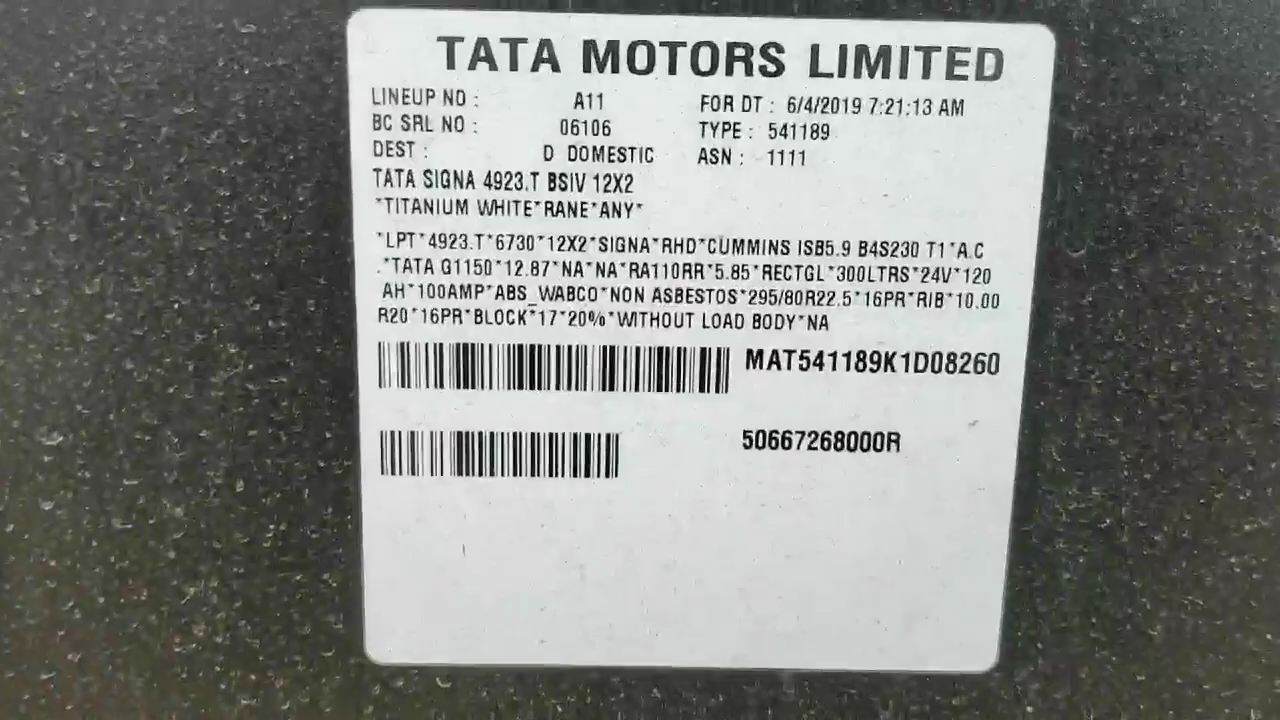 TATA MOTORS LIMITED
LINEUP NO : A11 FOR DT : 6/4/2019 7:21:13 AM
BC SRL NO : 06106 TYPE : 541189
DEST : D DOMESTIC ASN : 1111
TATA SIGNA 4923.T BSIV 12X2
*TITANIUM WHITE*RANE*ANY*
*LPT*4923.T*6730*12X2*SIGNA*RHD*CUMMINS ISB5.9 B4S230 T1*A.C
.*TATA G1150*12.87*NA*NA*RA110RR*5.85*RECTGL*300LTRS*24V*120
AH*100AMP*ABS_WABCO*NON ASBESTOS*295/80R22.5*16PR*RIB*10.00
R20*16PR*BLOCK*17*20%*WITHOUT LOAD BODY*NA
MAT541189K1D08260
50667268000R